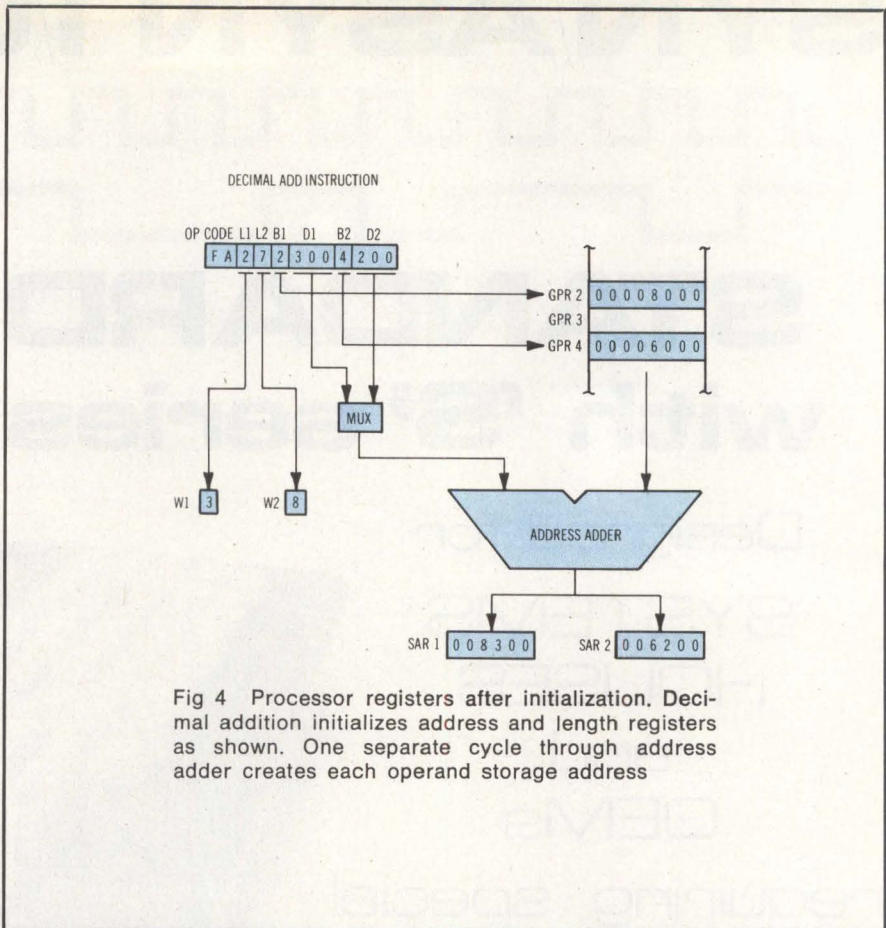 DECIMAL ADD INSTRUCTION
OP CODE L1 L2 B1 D1 B2 D2
F A 2 7 2 3 0 0 4 2 0 0
GPR 2 0 0 0 0 8 0 0 0
GPR 3
GPR 4 0 0 0 0 6 0 0 0
MUX
W1 3 W2 8
ADDRESS ADDER
SAR 1 0 0 8 3 0 0 SAR 2 0 0 6 2 0 0
Fig 4 Processor registers after initialization. Deci-
mal addition initializes address and length registers
as shown. One separate cycle through address
adder creates each operand storage address